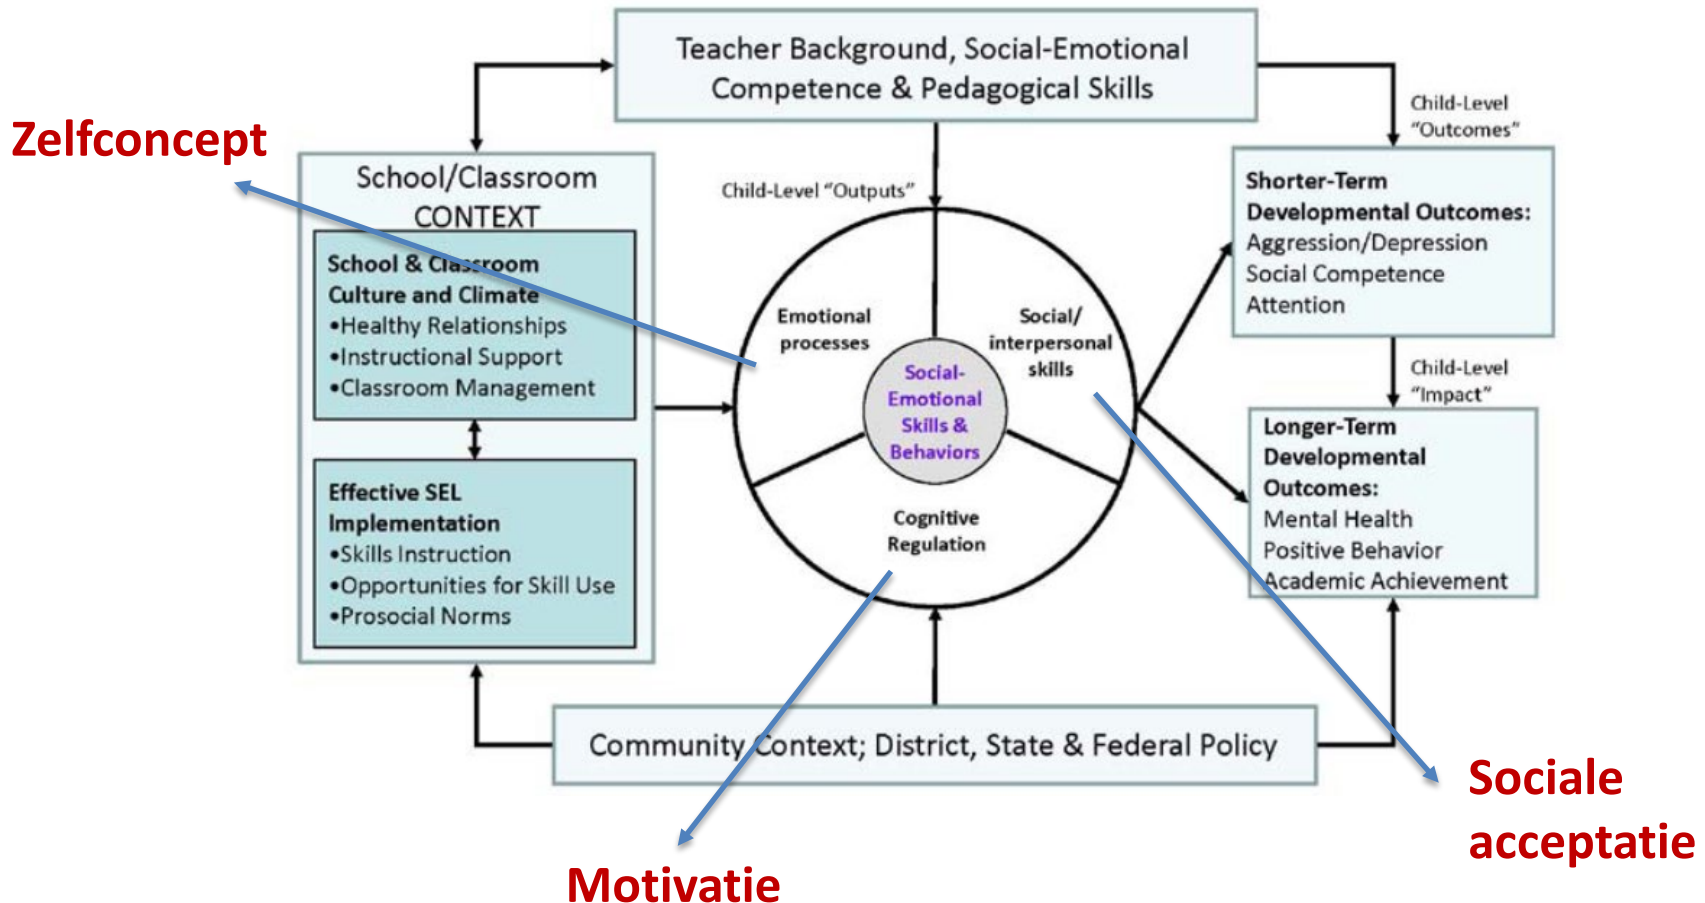 Teacher Background, Social-Emotional
Competence & Pedagogical Skills
Child-Level
"Outcomes"
Zelfconcept
School/Classroom
CONTEXT
Child-Level "Outputs"
School & Classroom
Culture and Climate
•Healthy Relationships
•Instructional Support
•Classroom Management
Effective SEL
Implementation
•Skills Instruction
•Opportunities for Skill Use
•Prosocial Norms
Emotional
processes
Social/
interpersonal
skills
Social-
Emotional
Skills &
Behaviors
Cognitive
Regulation
Shorter-Term
Developmental Outcomes:
Aggression/Depression
Social Competence
Attention
Child-Level
"Impact"
Longer-Term
Developmental
Outcomes:
Mental Health
Positive Behavior
Academic Achievement
Community Context; District, State & Federal Policy
Sociale
acceptatie
Motivatie